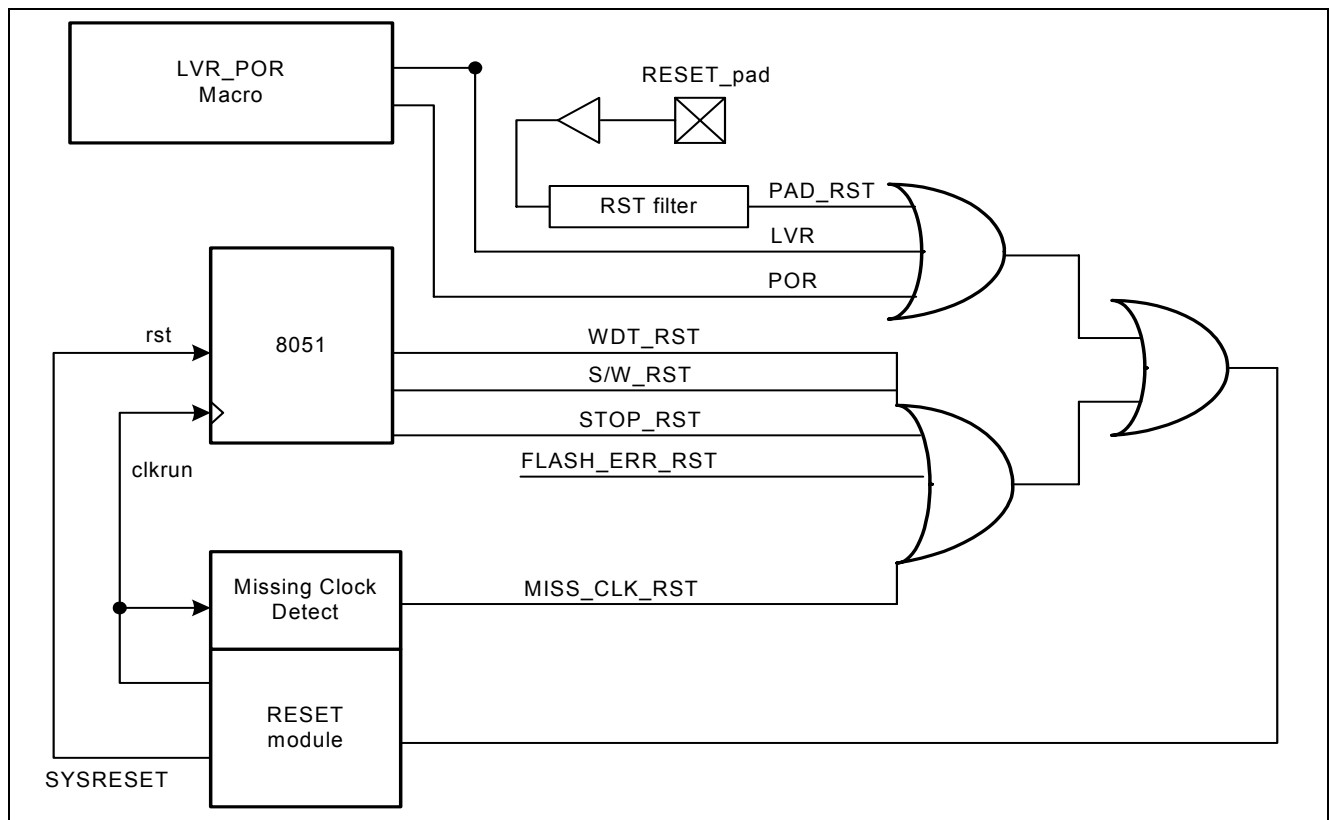 LVR_POR
Macro
RESET_pad
RST filter
PAD_RST
LVR
POR
rst
8051
WDT_RST
S/W_RST
STOP_RST
FLASH_ERR_RST
clkrun
Missing Clock
Detect
MISS_CLK_RST
RESET
module
SYSRESET